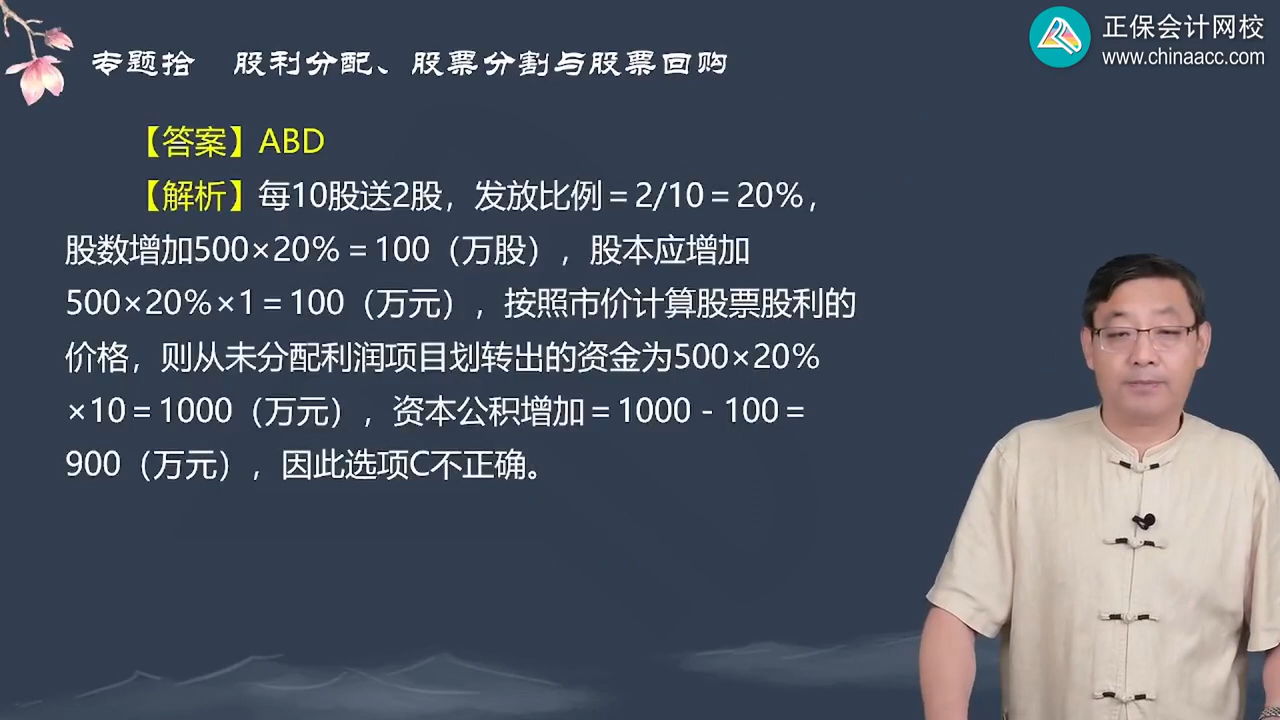 正保会计网校
www.chinaacc.com
专题拾 股利分配、股票分割与股票回购
【答案】ABD
【解析】每10股送2股，发放比例＝2/10＝20%，
股数增加500×20%＝100（万股），股本应增加
500×20%×1＝100（万元），按照市价计算股票股利的
价格，则从未分配利润项目划转出的资金为500×20%
×10＝1000（万元），资本公积增加＝1000－100＝
900（万元），因此选项C不正确。